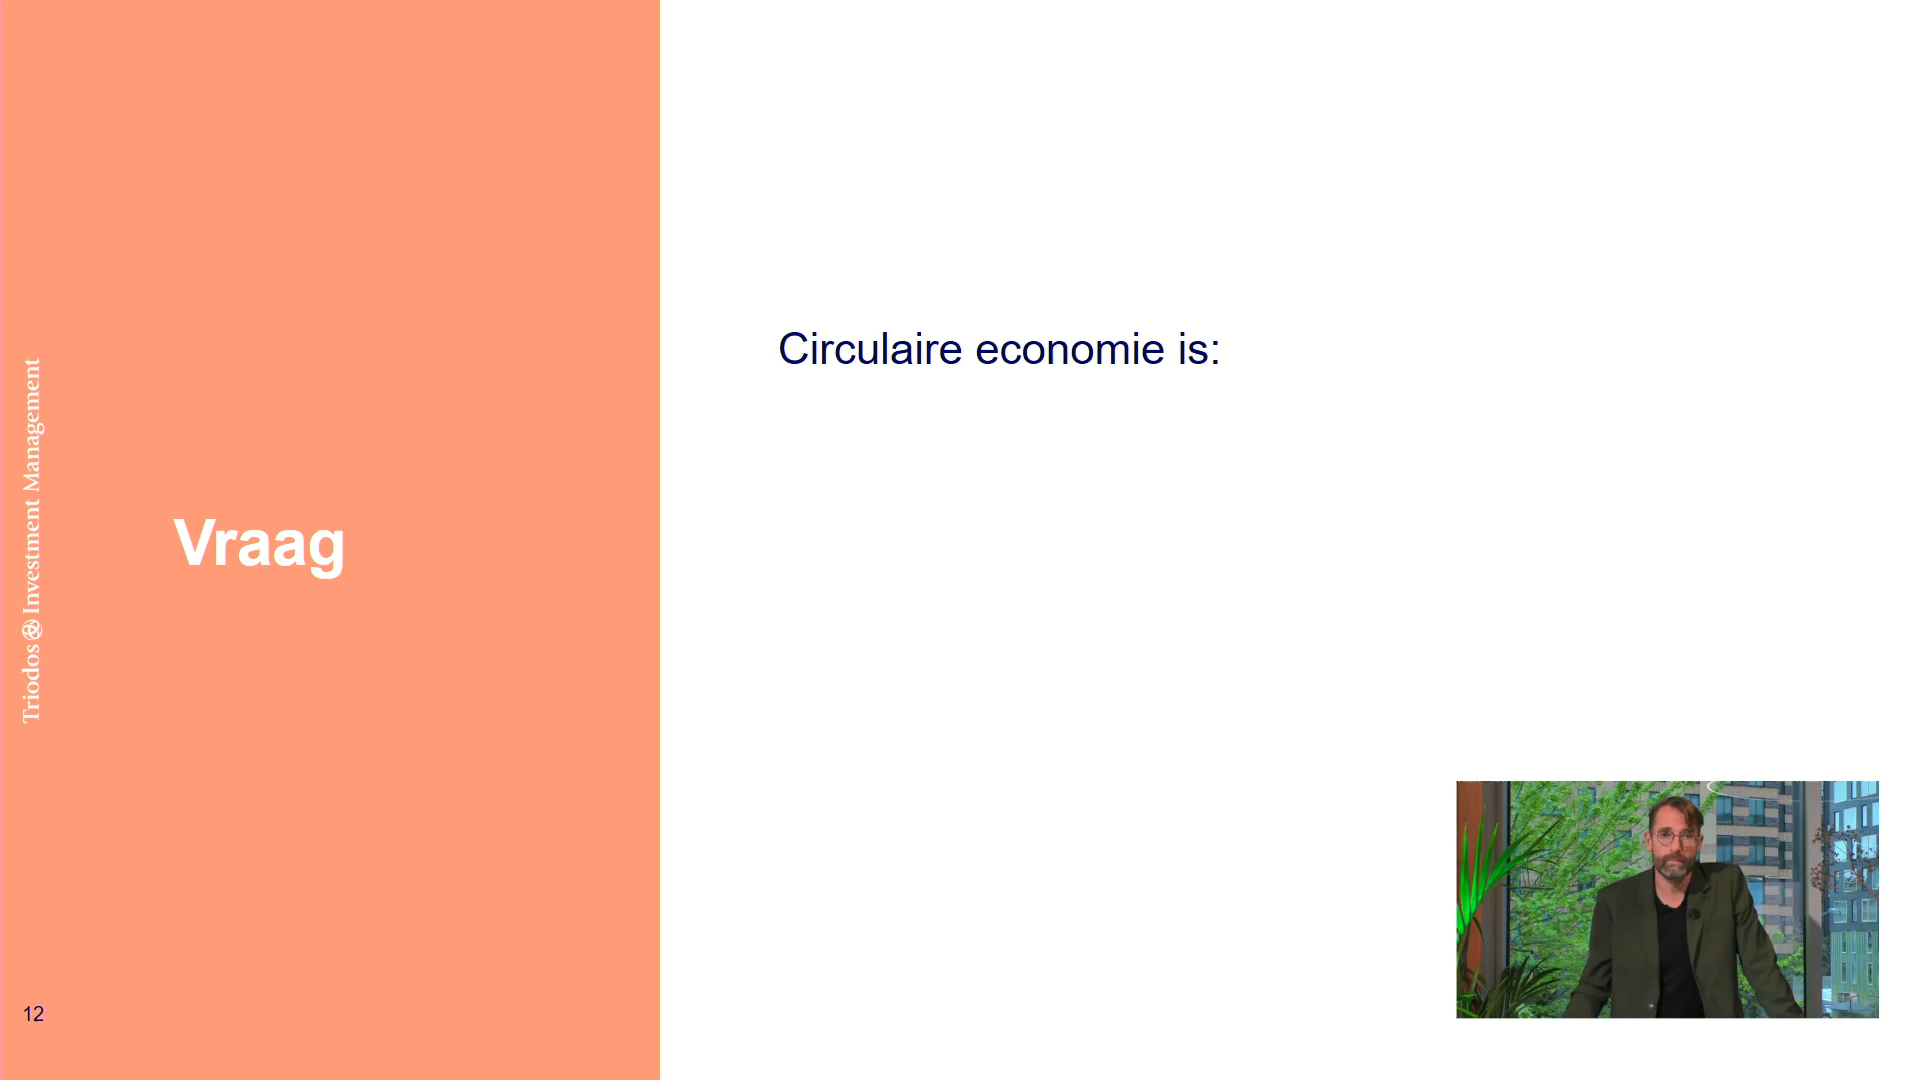 Triodos Investment Management
Vraag
Circulaire economie is:
12